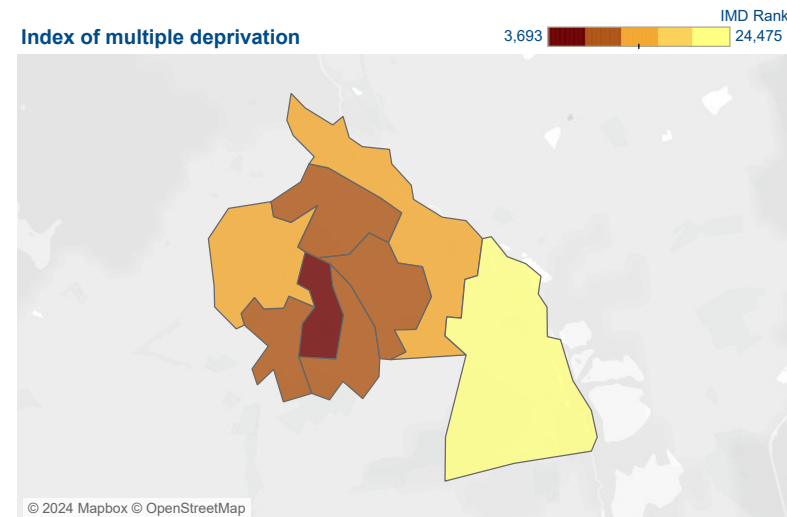 IMD Rank
Index of multiple deprivation
3,693
24,475
© 2024 Mapbox © OpenStreetMap